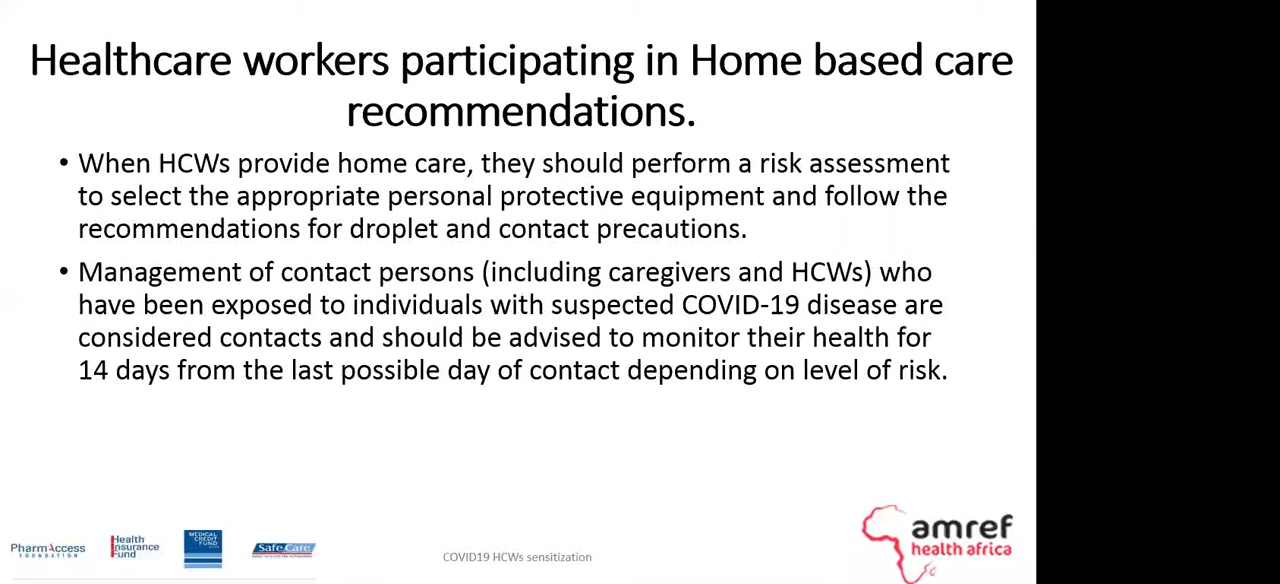 Healthcare workers participating in Home based care
recommendations.
• When HCWs provide home care, they should perform a risk assessment
to select the appropriate personal protective equipment and follow the
recommendations for droplet and contact precautions.
• Management of contact persons (including caregivers and HCWs) who
have been exposed to individuals with suspected COVID-19 disease are
considered contacts and should be advised to monitor their health for
14 days from the last possible day of contact depending on level of risk.
PharmAccess
FOUNDATION
Health
Insurance
Fund
MEDICAL
CREDIT
FUND
SafeCare
COVID19 HCWs sensitization
amref
health africa